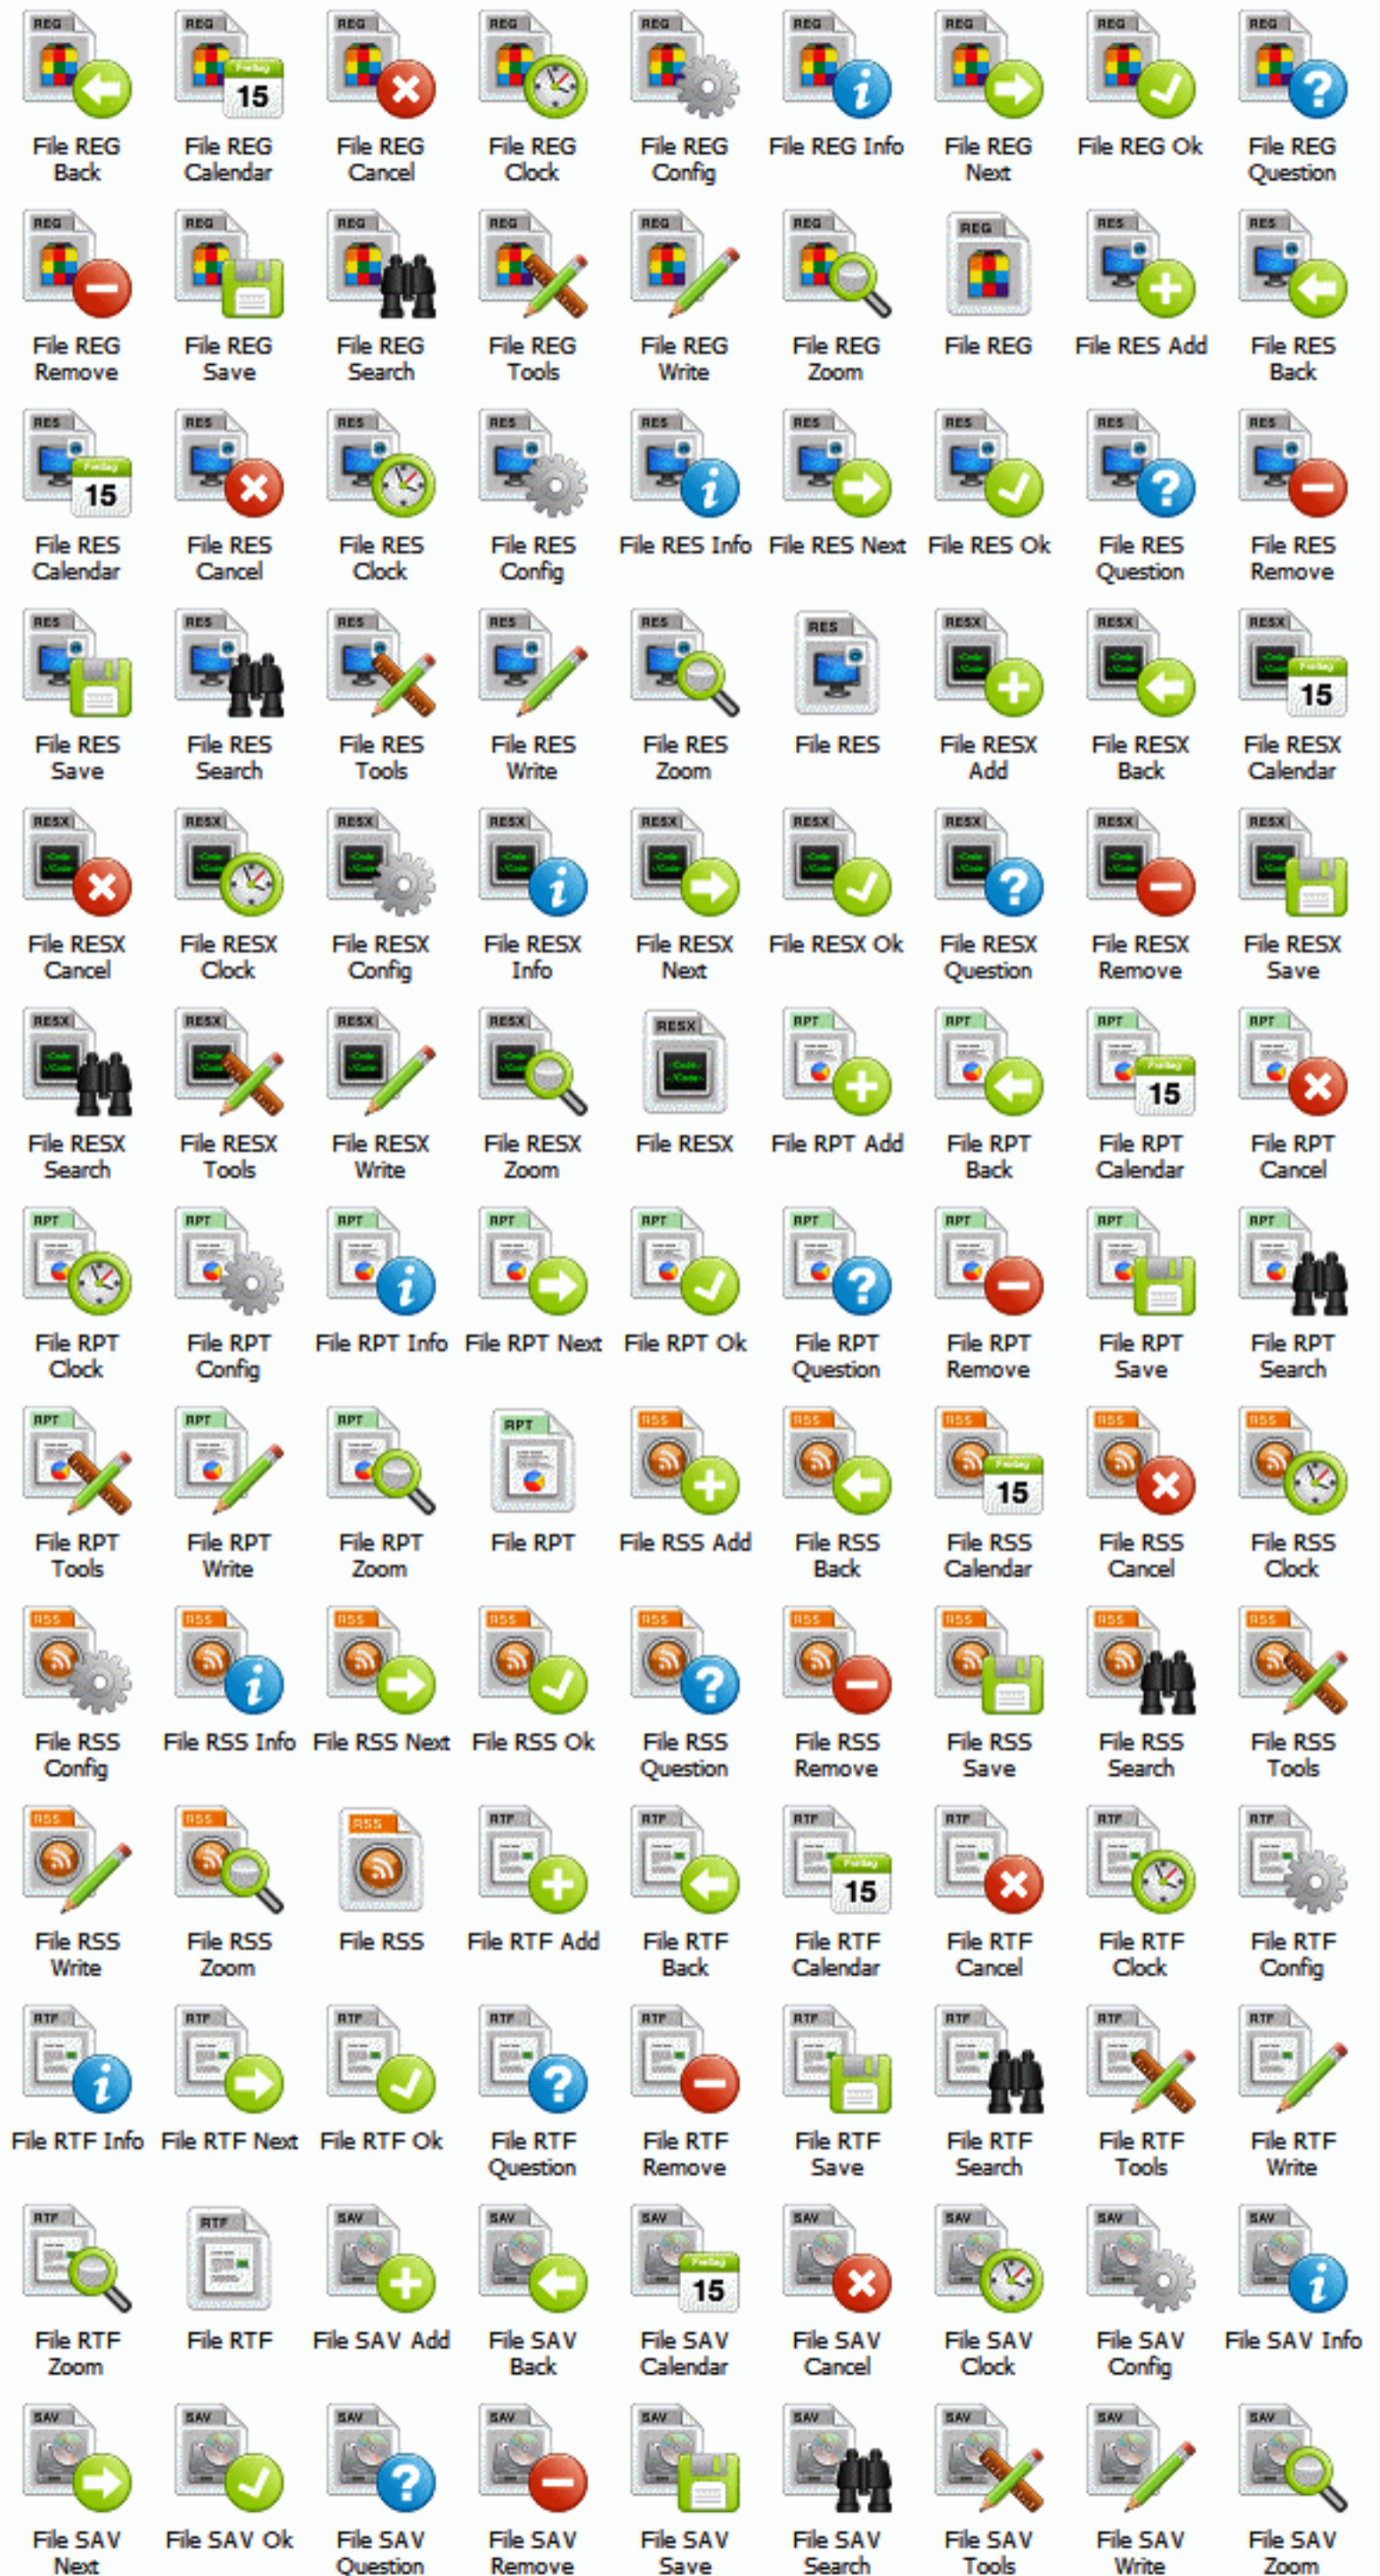 REG REG REG REG REG REG REG REG REG
Freitag
15
File REG File REG File REG File REG File REG File REG Info File REG File REG Ok File REG
Back Calendar Cancel Clock Config Next Question
REG REG REG REG REG REG REG RES RES
File REG File REG File REG File REG File REG File REG File REG File RES Add File RES
Remove Save Search Tools Write Zoom Back
RES RES RES RES RES RES RES RES RES
Freitag
15
File RES File RES File RES File RES File RES Info File RES Next File RES Ok File RES File RES
Calendar Cancel Clock Config Question Remove
RES RES RES RES RES RES RESX RESX RESX
Freitag
15
File RES File RES File RES File RES File RES File RES File RESX File RESX File RESX
Save Search Tools Write Zoom Add Back Calendar
RESX RESX RESX RESX RESX RESX RESX RESX RESX
File RESX File RESX File RESX File RESX File RESX File RESX Ok File RESX File RESX File RESX
Cancel Clock Config Info Next Question Remove Save
RESX RESX RESX RESX RESX RPT RPT RPT RPT
Freitag
15
File RESX File RESX File RESX File RESX File RESX File RPT Add File RPT File RPT File RPT
Search Tools Write Zoom Back Calendar Cancel
RPT RPT RPT RPT RPT RPT RPT RPT RPT
File RPT File RPT File RPT Info File RPT Next File RPT Ok File RPT File RPT File RPT File RPT
Clock Config Question Remove Save Search
RPT RPT RPT RPT RSS RSS RSS RSS RSS
Freitag
15
File RPT File RPT File RPT File RPT File RSS Add File RSS File RSS File RSS File RSS
Tools Write Zoom Back Calendar Cancel Clock
RSS RSS RSS RSS RSS RSS RSS RSS RSS
File RSS File RSS Info File RSS Next File RSS Ok File RSS File RSS File RSS File RSS File RSS
Config Question Remove Save Search Tools
RSS RSS RSS RTF RTF RTF RTF RTF RTF
Freitag
15
File RSS File RSS File RSS File RTF Add File RTF File RTF File RTF File RTF File RTF
Write Zoom Back Calendar Cancel Clock Config
RTF RTF RTF RTF RTF RTF RTF RTF RTF
File RTF Info File RTF Next File RTF Ok File RTF File RTF File RTF File RTF File RTF File RTF
Question Remove Save Search Tools Write
RTF RTF SAV SAV SAV SAV SAV SAV SAV
Freitag
15
File RTF File RTF File SAV Add File SAV File SAV File SAV File SAV File SAV File SAV Info
Zoom Back Calendar Cancel Clock Config
SAV SAV SAV SAV SAV SAV SAV SAV SAV
File SAV File SAV Ok File SAV File SAV File SAV File SAV File SAV File SAV File SAV
Next Question Remove Save Search Tools Write Zoom